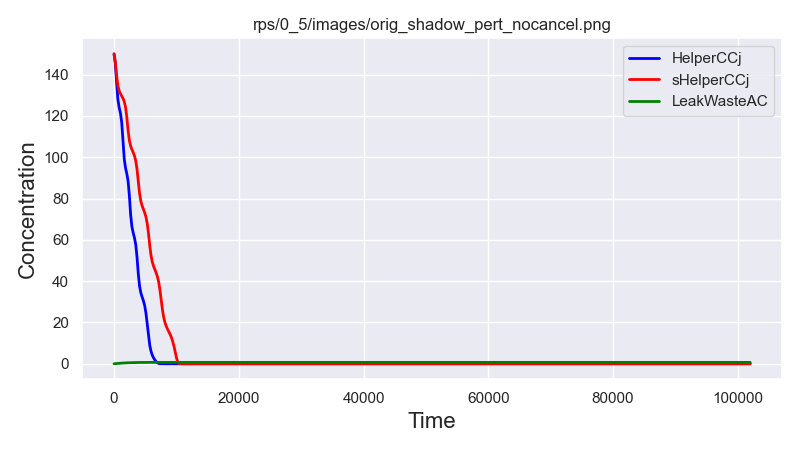 rps/0_5/images/orig_shadow_pert_nocancel.png
HelperCCj
sHelperCCj
LeakWasteAC
Concentration
140
120
100
80
60
40
20
0
0 20000 40000 60000 80000 100000
Time